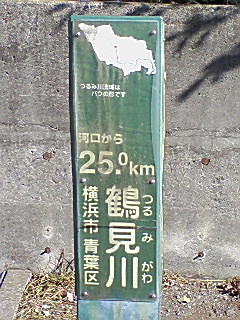 つるみ川流域は
バクの形です
河口から
25.0km
鶴見川
つるみがわ
横浜市青葉区